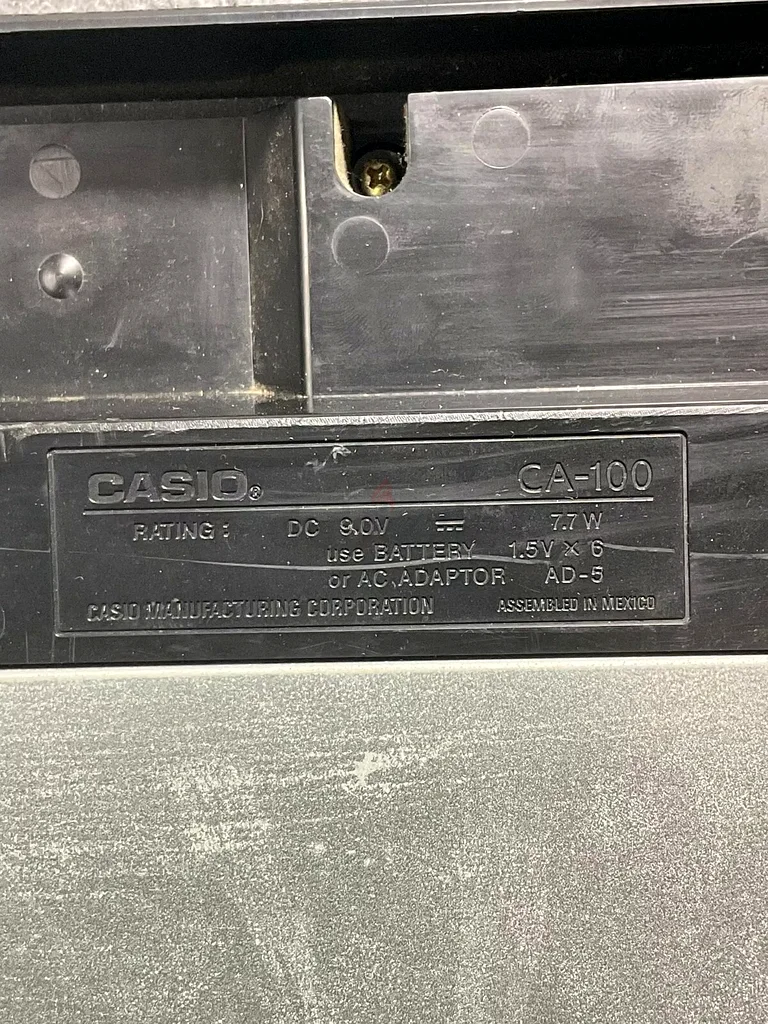 CASIO® CA-100
RATING: DC 9.0V ⎓ 7.7W
use BATTERY 1.5V × 6
or AC ADAPTOR AD-5
CASIO MANUFACTURING CORPORATION ASSEMBLED IN MEXICO